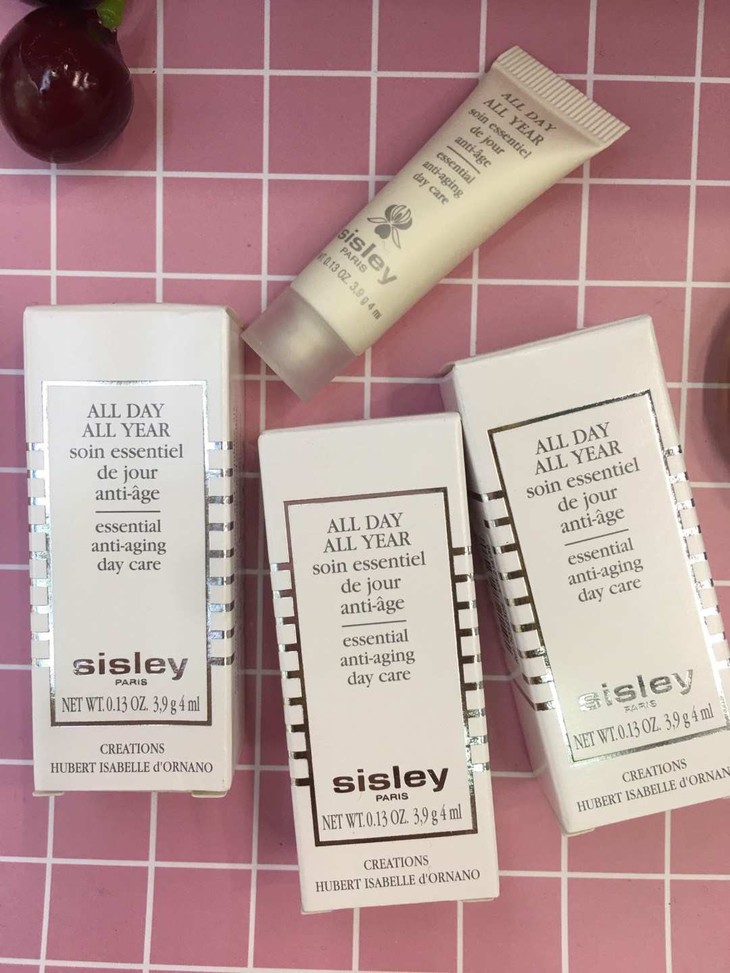 ALL DAY
ALL YEAR
soin essentiel
de jour
anti-âge
essential
anti-aging
day care
sisley
PARIS
0.13 OZ. 3,9 g 4 ml
ALL DAY
ALL YEAR
soin essentiel
de jour
anti-âge
essential
anti-aging
day care
sisley
PARIS
NET WT. 0.13 OZ. 3,9 g 4 ml
CREATIONS
HUBERT ISABELLE d'ORNANO
ALL DAY
ALL YEAR
soin essentiel
de jour
anti-âge
essential
anti-aging
day care
sisley
PARIS
NET WT. 0.13 OZ. 3,9 g 4 ml
CREATIONS
HUBERT ISABELLE d'ORNANO
ALL DAY
ALL YEAR
soin essentiel
de jour
anti-âge
essential
anti-aging
day care
sisley
PARIS
NET WT. 0.13 OZ. 3,9 g 4 ml
CREATIONS
HUBERT ISABELLE d'ORNAN